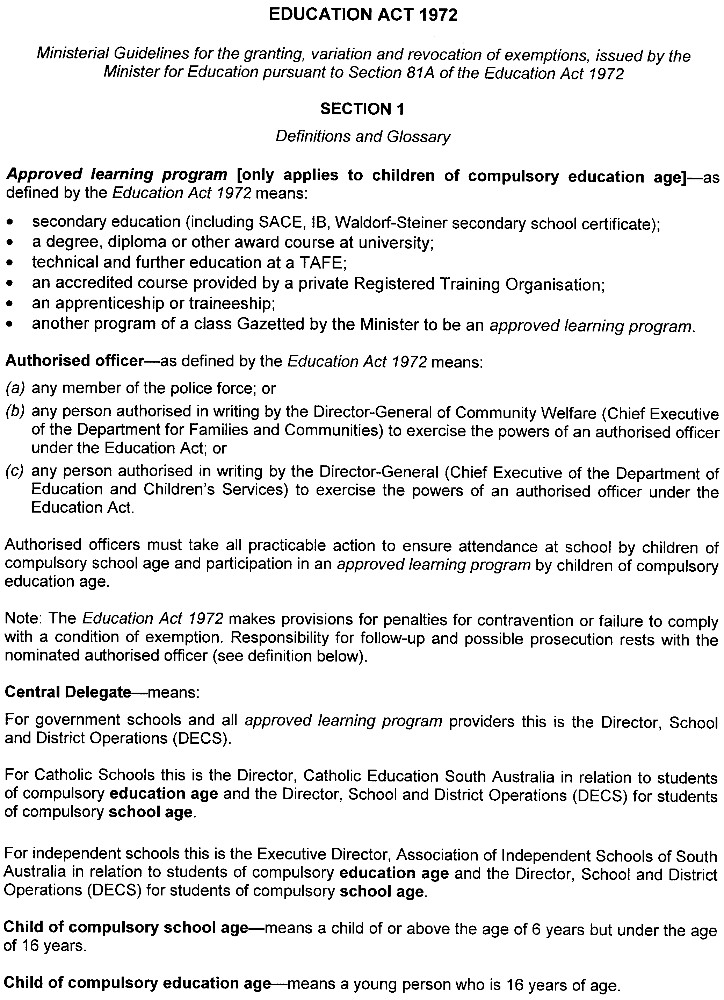 EDUCATION ACT 1972
Ministerial Guidelines for the granting, variation and revocation of exemptions, issued by the
Minister for Education pursuant to Section 81A of the Education Act 1972
SECTION 1
Definitions and Glossary
Approved learning program [only applies to children of compulsory education age]—as
defined by the Education Act 1972 means:
• secondary education (including SACE, IB, Waldorf-Steiner secondary school certificate);
• a degree, diploma or other award course at university;
• technical and further education at a TAFE;
• an accredited course provided by a private Registered Training Organisation;
• an apprenticeship or traineeship;
• another program of a class Gazetted by the Minister to be an approved learning program.
Authorised officer—as defined by the Education Act 1972 means:
(a) any member of the police force; or
(b) any person authorised in writing by the Director-General of Community Welfare (Chief Executive
of the Department for Families and Communities) to exercise the powers of an authorised officer
under the Education Act; or
(c) any person authorised in writing by the Director-General (Chief Executive of the Department of
Education and Children's Services) to exercise the powers of an authorised officer under the
Education Act.
Authorised officers must take all practicable action to ensure attendance at school by children of
compulsory school age and participation in an approved learning program by children of compulsory
education age.
Note: The Education Act 1972 makes provisions for penalties for contravention or failure to comply
with a condition of exemption. Responsibility for follow-up and possible prosecution rests with the
nominated authorised officer (see definition below).
Central Delegate—means:
For government schools and all approved learning program providers this is the Director, School
and District Operations (DECS).
For Catholic Schools this is the Director, Catholic Education South Australia in relation to students
of compulsory education age and the Director, School and District Operations (DECS) for students
of compulsory school age.
For independent schools this is the Executive Director, Association of Independent Schools of South
Australia in relation to students of compulsory education age and the Director, School and District
Operations (DECS) for students of compulsory school age.
Child of compulsory school age—means a child of or above the age of 6 years but under the age
of 16 years.
Child of compulsory education age—means a young person who is 16 years of age.